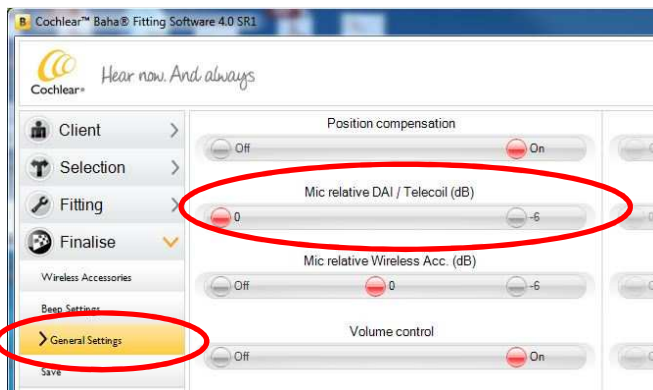 Cochlear™ Baha® Fitting Software 4.0 SR1
Cochlear®
Hear now. And always
Client
Selection
Fitting
Finalise
Wireless Accessories
Beep Settings
General Settings
Save
Position compensation
Off
On
Mic relative DAI / Telecoil (dB)
0
-6
Mic relative Wireless Acc. (dB)
Off
0
-6
Volume control
Off
On